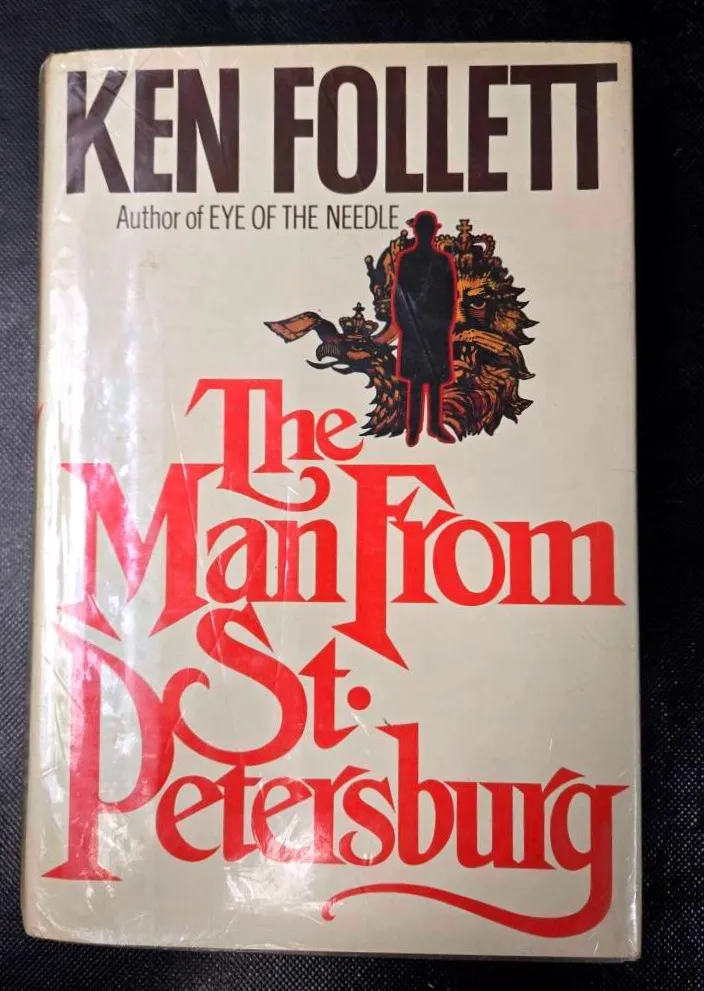 KEN FOLLETT
Author of EYE OF THE NEEDLE
The
Man From
St.
Petersburg